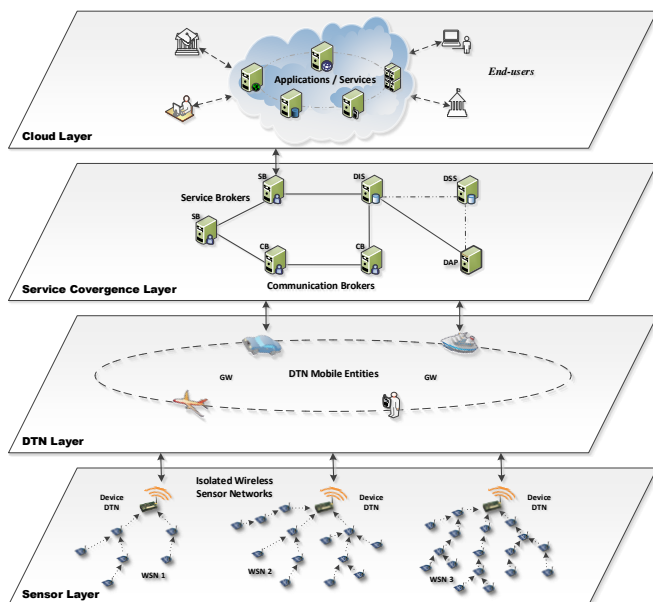 Applications / Services
End-users
Cloud Layer
SB
DIS
DSS
Service Brokers
SB
CB
CB
DAP
Communication Brokers
Service Covergence Layer
GW
DTN Mobile Entities
GW
DTN Layer
Isolated Wireless
Sensor Networks
Device
DTN
Device
DTN
Device
DTN
WSN 1
WSN 2
WSN 3
Sensor Layer